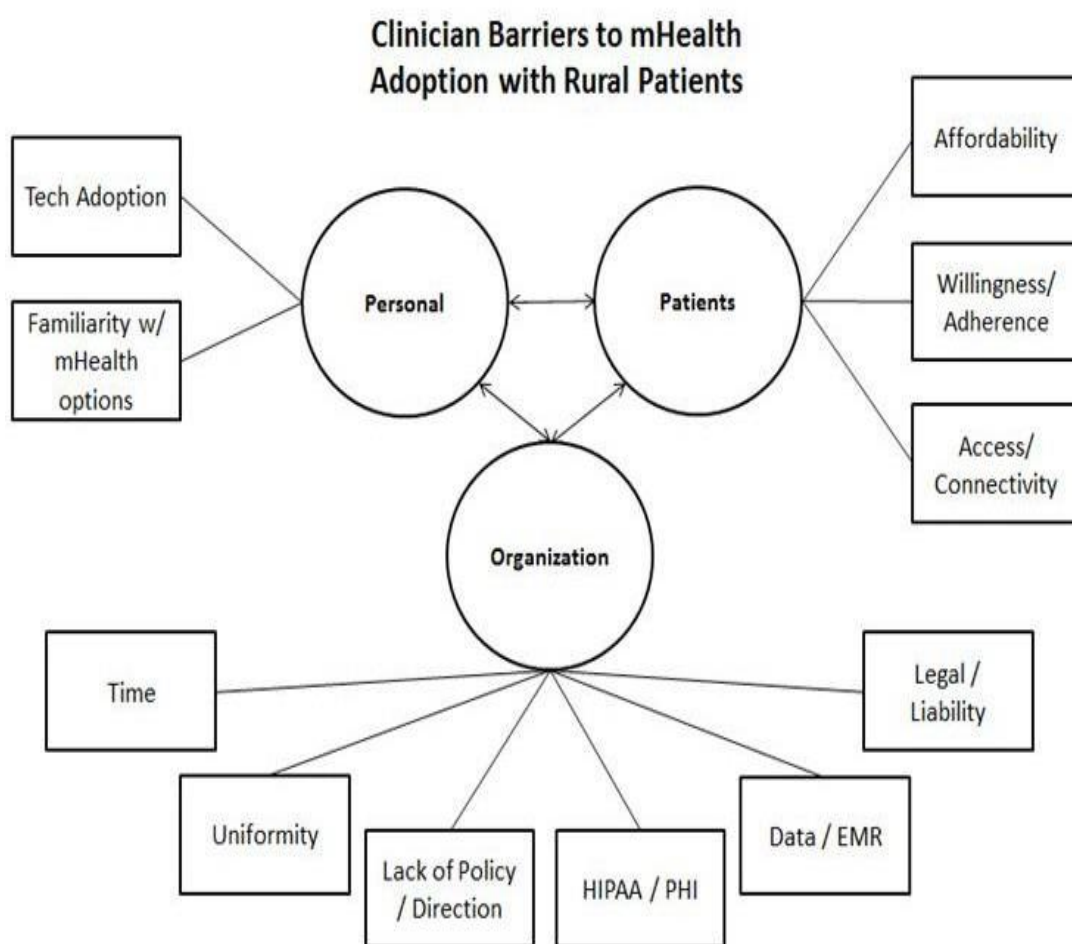 Clinician Barriers to mHealth
Adoption with Rural Patients
Tech Adoption
Familiarity w/
mHealth
options
Personal
Patients
Affordability
Willingness/
Adherence
Access/
Connectivity
Organization
Time
Uniformity
Lack of Policy
/ Direction
HIPAA / PHI
Data / EMR
Legal /
Liability